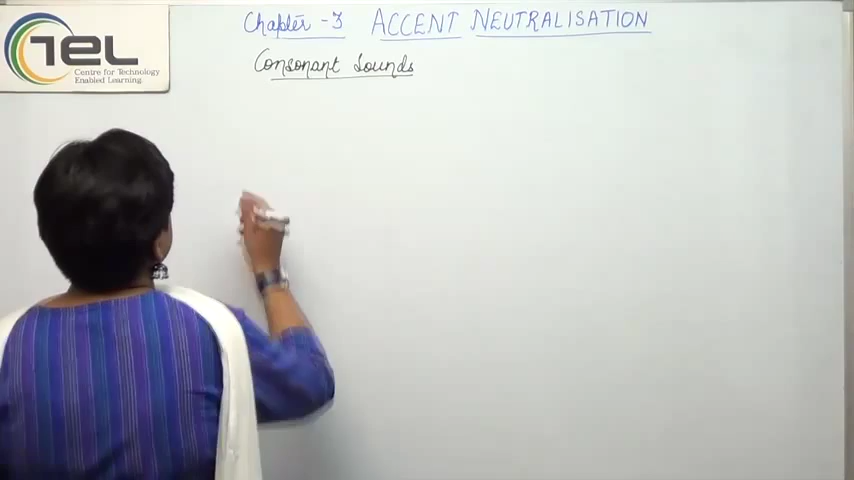 Chapter - 3 ACCENT NEUTRALISATION
TEL
Centre for Technology
Enabled Learning
Consonant Sounds